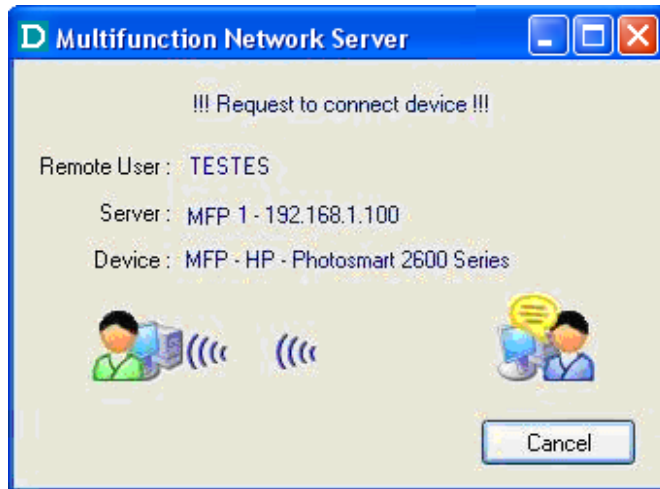 D Multifunction Network Server
!!! Request to connect device !!!
Remote User : TESTES
Server : MFP 1 - 192.168.1.100
Device : MFP - HP - Photosmart 2600 Series
Cancel